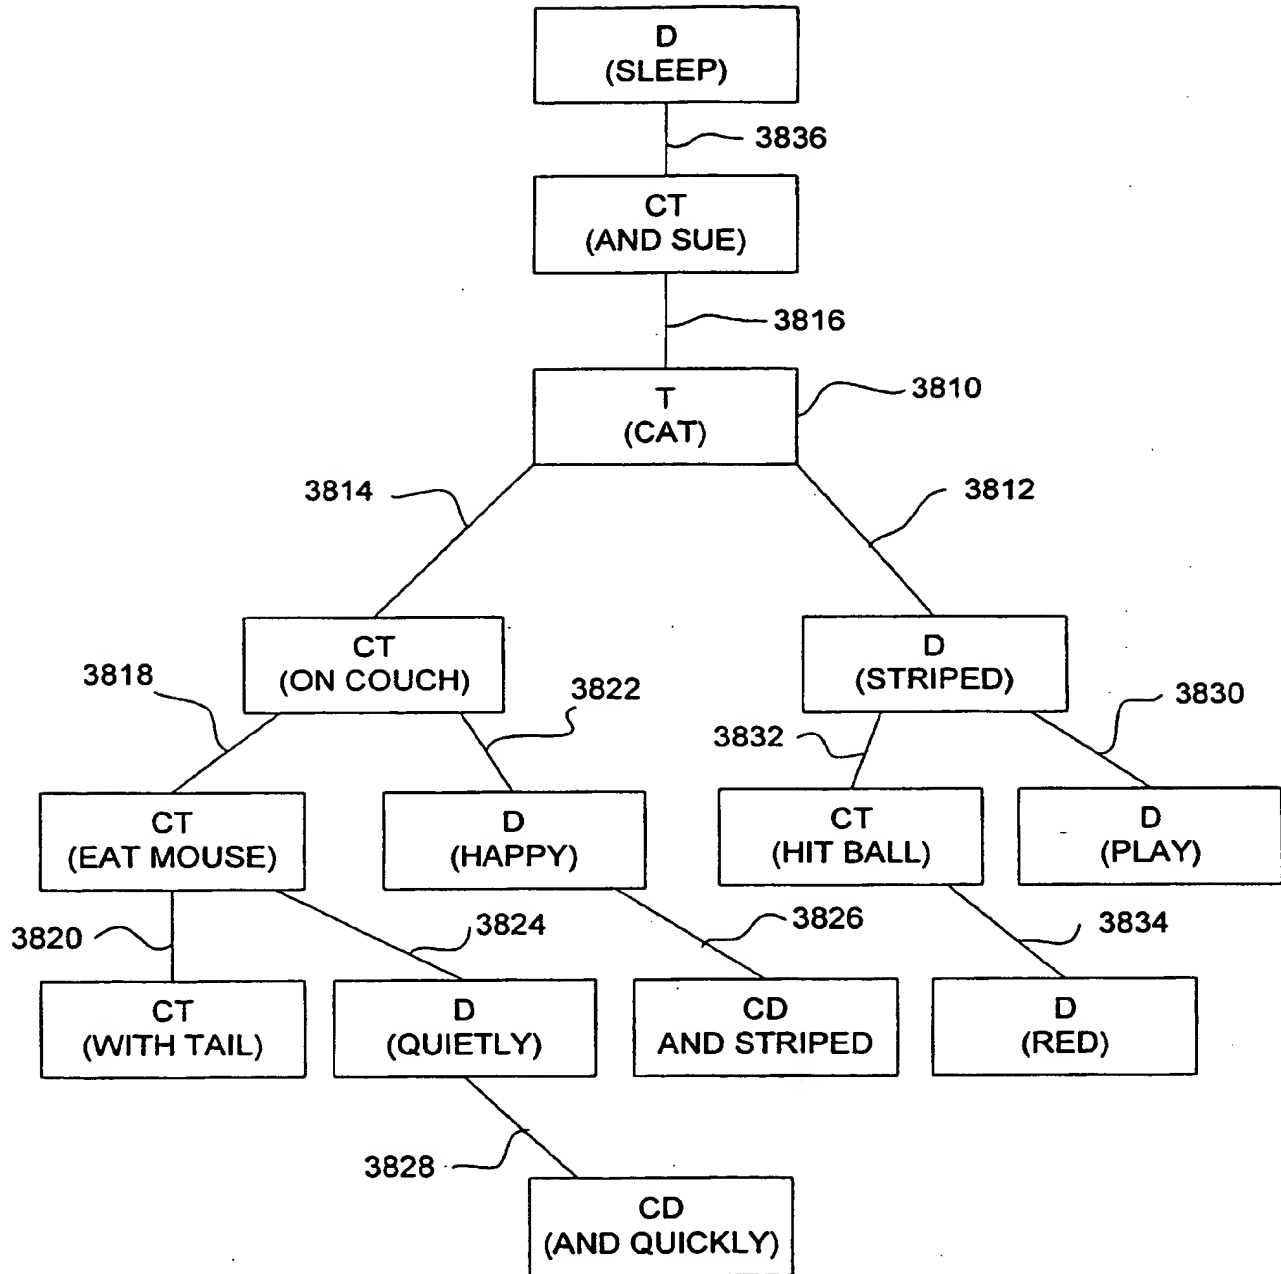 D
(SLEEP)
3836
CT
(AND SUE)
3816
T
(CAT)
3810
3814
3812
CT
(ON COUCH)
D
(STRIPED)
3818
3822
3832
3830
CT
(EAT MOUSE)
D
(HAPPY)
CT
(HIT BALL)
D
(PLAY)
3820
3824
3826
3834
CT
(WITH TAIL)
D
(QUIETLY)
CD
AND STRIPED
D
(RED)
3828
CD
(AND QUICKLY)